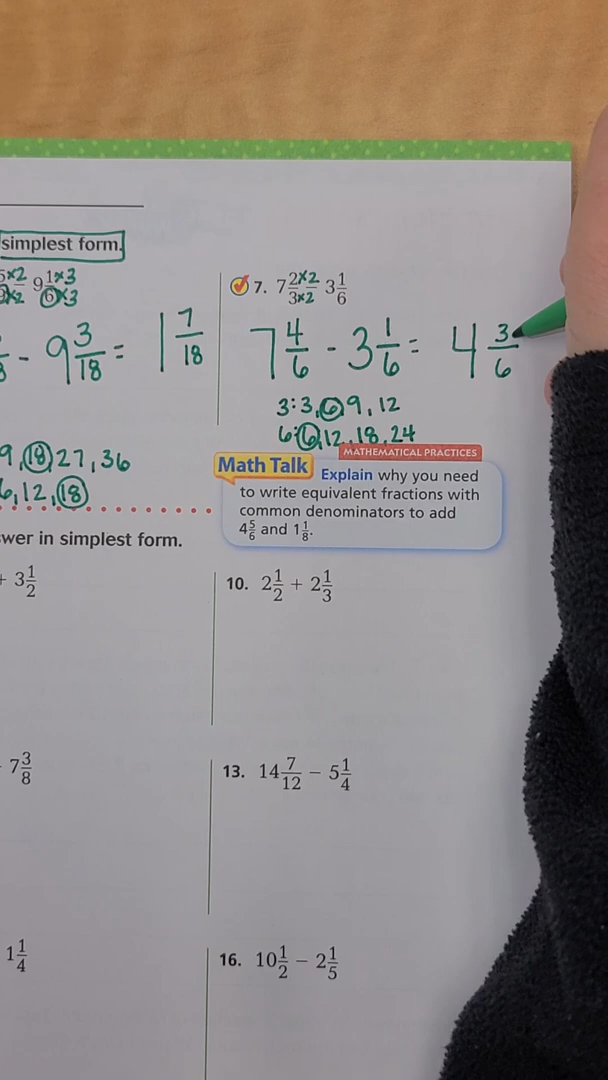 simplest form.
5×2 9 1×3
9×2 6×3
7. 7 2×2/3×2 3 1/6
- 9 3/18 = 1 7/18
7 4/6 - 3 1/6 = 4 3/6
3: 3, 6, 9, 12
6: 6, 12, 18, 24
9, 18, 27, 36
6, 12, 18
MATHEMATICAL PRACTICES
Math Talk Explain why you need
to write equivalent fractions with
common denominators to add
4 5/6 and 1 1/8.
wer in simplest form.
+ 3 1/2
10. 2 1/2 + 2 1/3
7 3/8
13. 14 7/12 − 5 1/4
1 1/4
16. 10 1/2 − 2 1/5